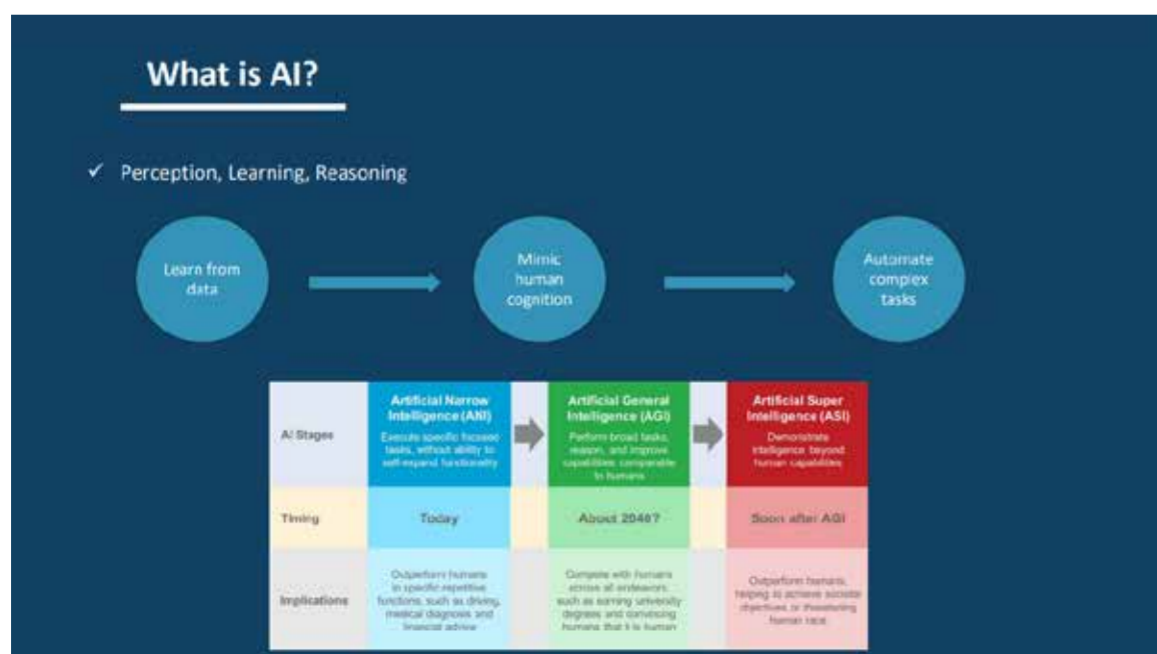 What is AI?
✓ Perception, Learning, Reasoning
Learn from
data
Mimic
human
cognition
Automate
complex
tasks
AI Stages
Artificial Narrow
Intelligence (ANI)
Execute specific focused
tasks, without ability to
self-expand functionality
Artificial General
Intelligence (AGI)
Perform broad tasks,
reason, and improve
capabilities comparable
to humans
Artificial Super
Intelligence (ASI)
Demonstrate
intelligence beyond
human capabilities
Timing
Today
About
Soon after AGI
Implications
Outperform humans
in specific repetitive
functions, such as driving,
medical diagnosis and
financial advice
Compete with humans
across all endeavors,
such as earning university
degrees and convincing
humans that it is human
Outperform humans,
helping to achieve societal
objectives or threatening
human race